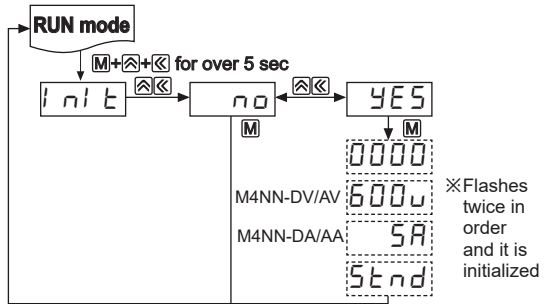 RUN mode
M+≪+≪ for over 5 sec
InIt
no
YES
M
M
0000
M4NN-DV/AV
600v
M4NN-DA/AA
5A
Stnd
※Flashes
twice in
order
and it is
initialized